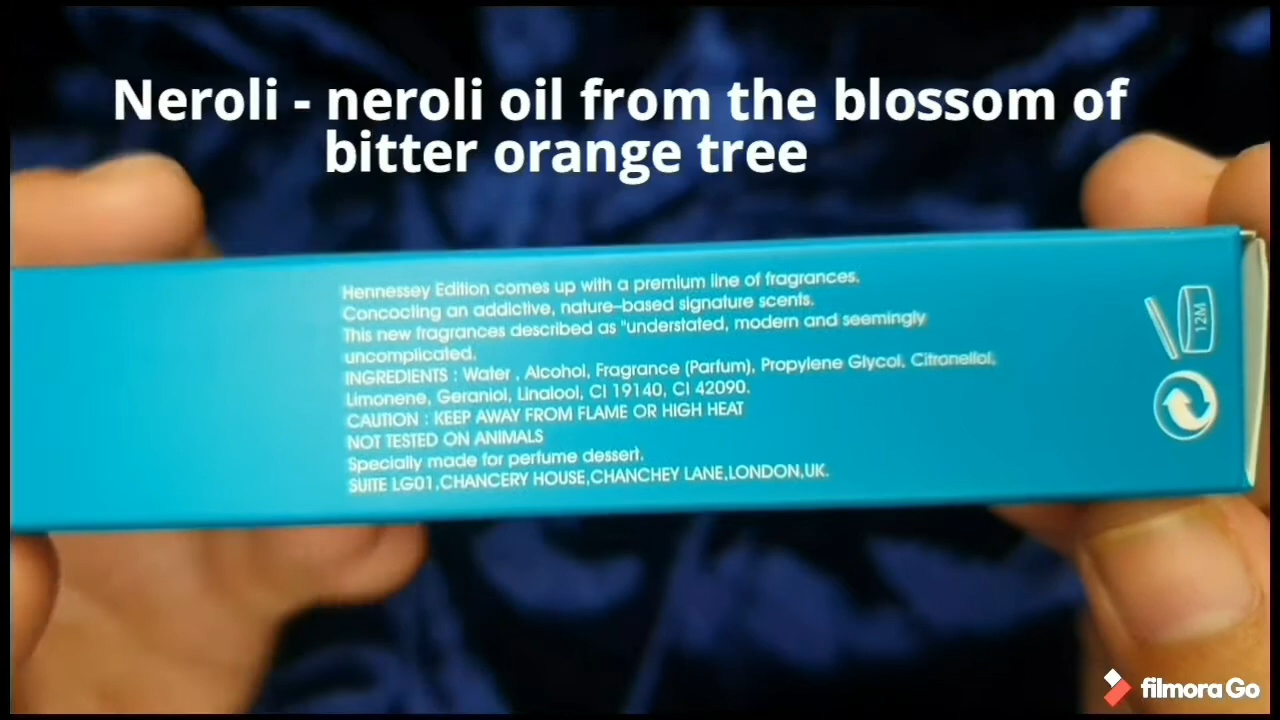 Neroli - neroli oil from the blossom of
bitter orange tree
Hennessey Edition comes up with a premium line of fragrances.
Concocting an addictive, nature-based signature scents.
This new fragrances described as "understated, modern and seemingly
uncomplicated.
INGREDIENTS : Water , Alcohol, Fragrance (Parfum), Propylene Glycol, Citronellol,
Limonene, Geraniol, Linalool, CI 19140, CI 42090.
CAUTION : KEEP AWAY FROM FLAME OR HIGH HEAT
NOT TESTED ON ANIMALS
Specially made for perfume dessert.
SUITE LG01,CHANCERY HOUSE,CHANCHEY LANE,LONDON,UK.
12M
filmora Go